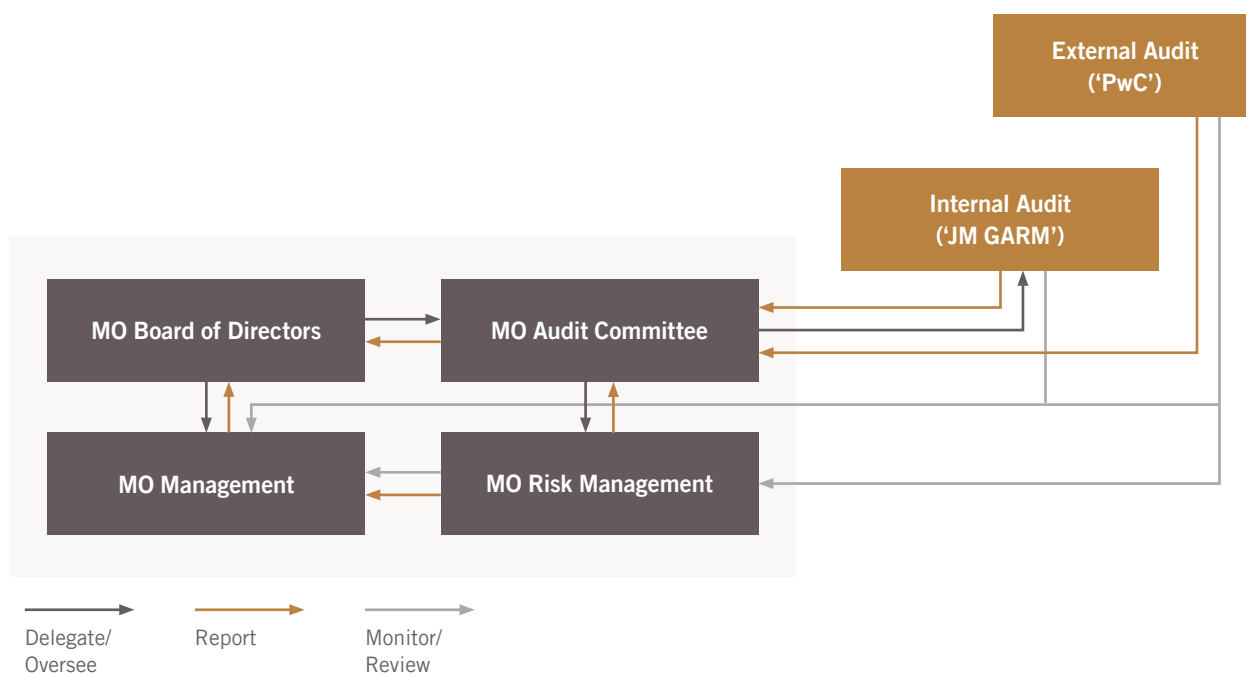 External Audit
(‘PwC’)
Internal Audit
(‘JM GARM’)
MO Board of Directors
MO Audit Committee
MO Management
MO Risk Management
Delegate/
Oversee
Report
Monitor/
Review